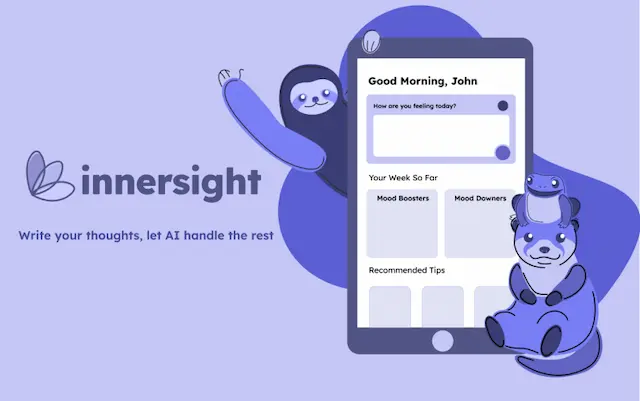 innersight
Write your thoughts, let AI handle the rest
Good Morning, John
How are you feeling today?
Your Week So Far
Mood Boosters
Mood Downers
Recommended Tips